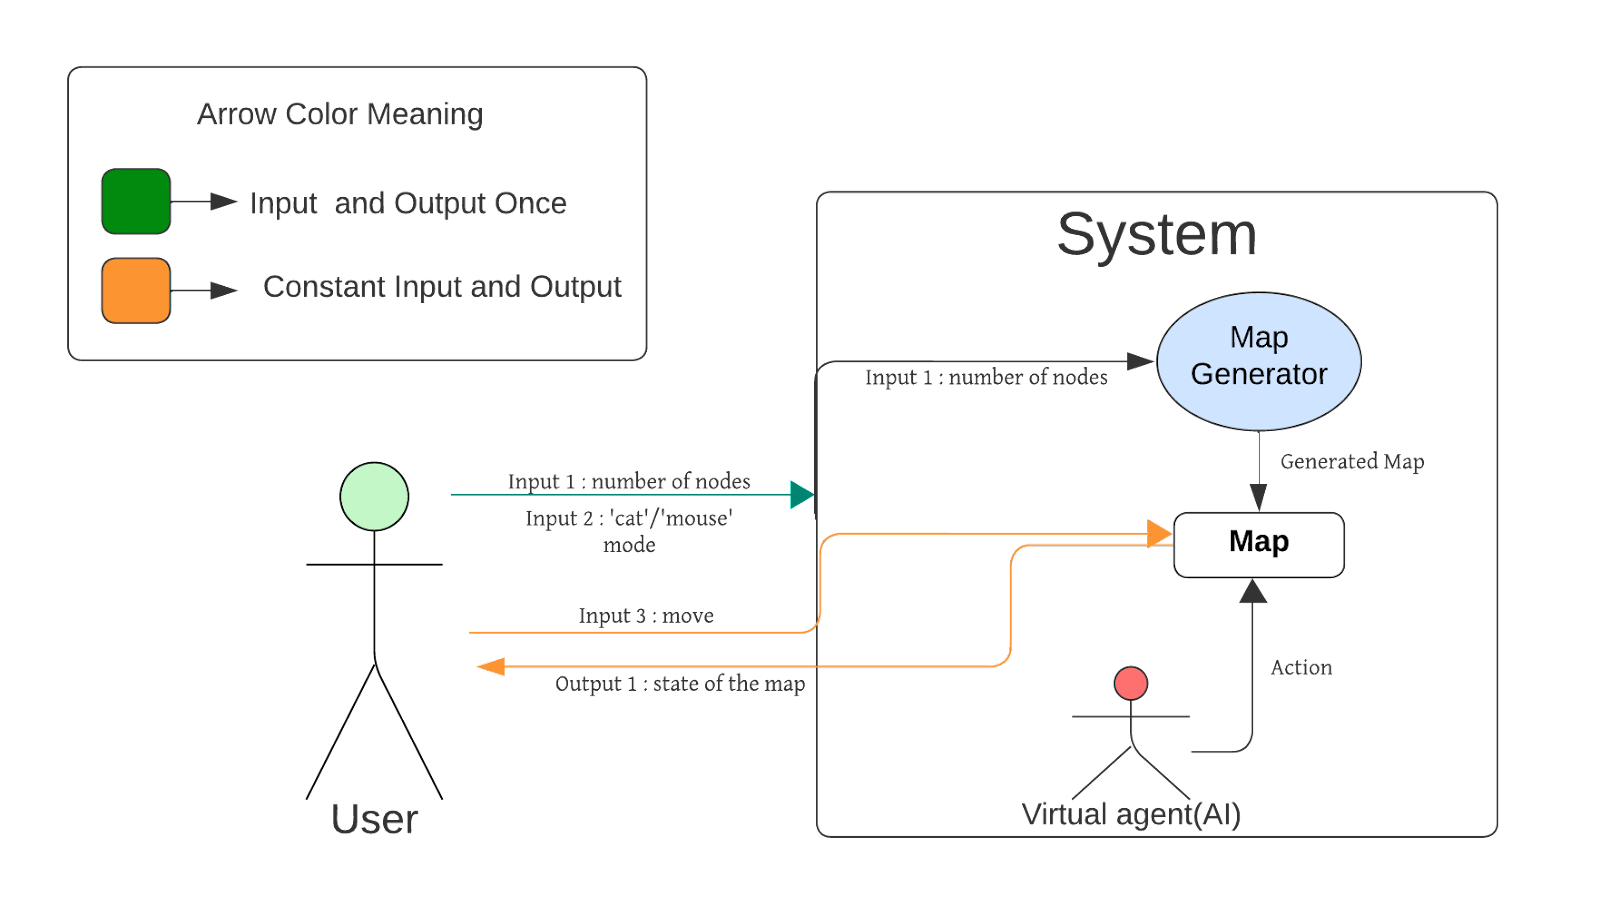 Arrow Color Meaning
Input  and Output Once
Constant Input and Output
System
Map
Generator
Input 1 : number of nodes
Generated Map
Input 1 : number of nodes
Input 2 : 'cat'/'mouse'
mode
Map
Input 3 : move
Output 1 : state of the map
Action
Virtual agent(AI)
User